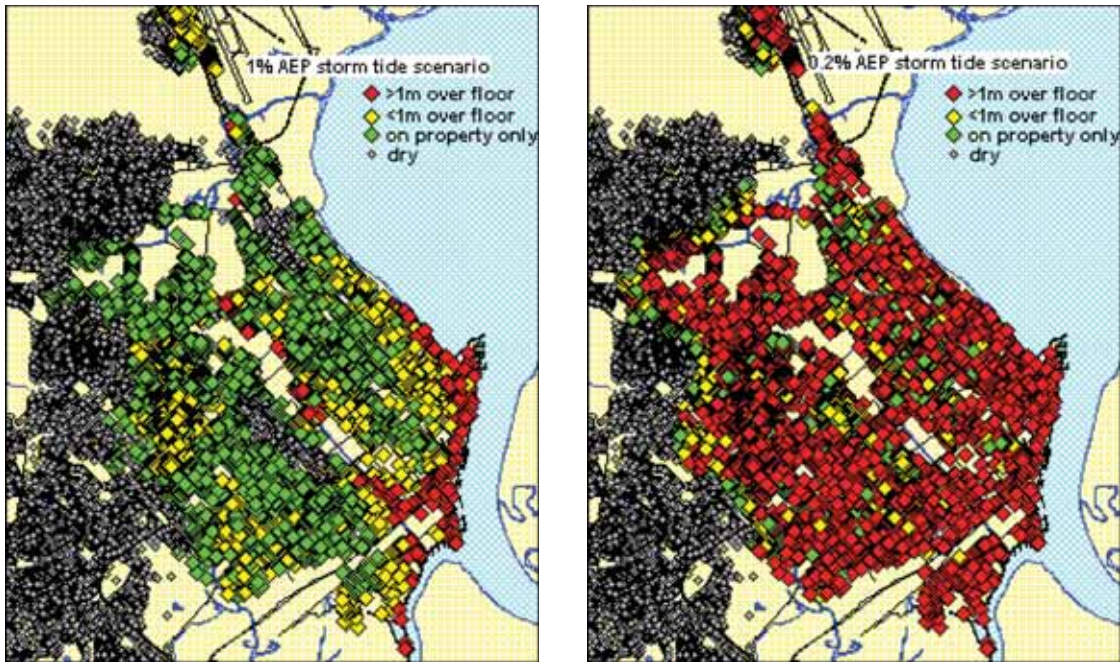 1% AEP storm tide scenario
>1m over floor
<1m over floor
on property only
dry
0.2% AEP storm tide scenario
>1m over floor
<1m over floor
on property only
dry